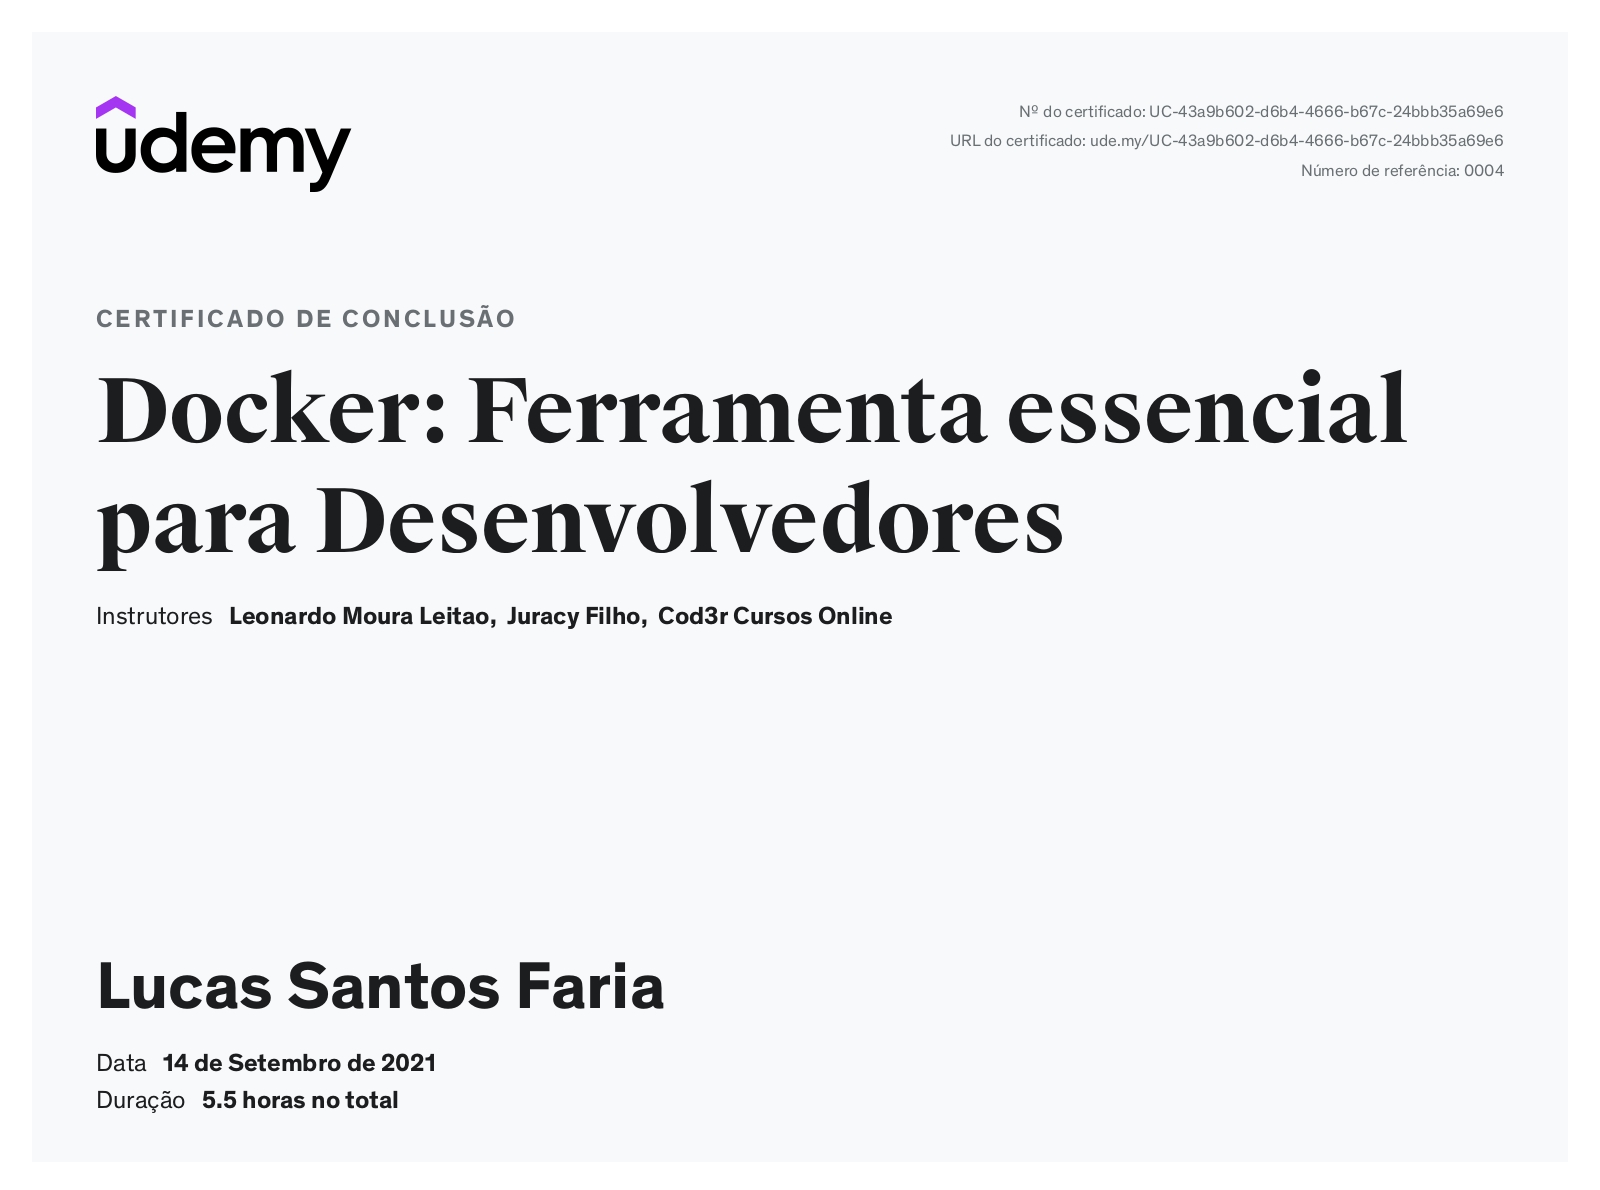 udemy
Nº do certificado: UC-43a9b602-d6b4-4666-b67c-24bbb35a69e6
URL do certificado: ude.my/UC-43a9b602-d6b4-4666-b67c-24bbb35a69e6
Número de referência: 0004
CERTIFICADO DE CONCLUSÃO
Docker: Ferramenta essencial
para Desenvolvedores
Instrutores Leonardo Moura Leitao, Juracy Filho, Cod3r Cursos Online
Lucas Santos Faria
Data 14 de Setembro de 2021
Duração 5.5 horas no total